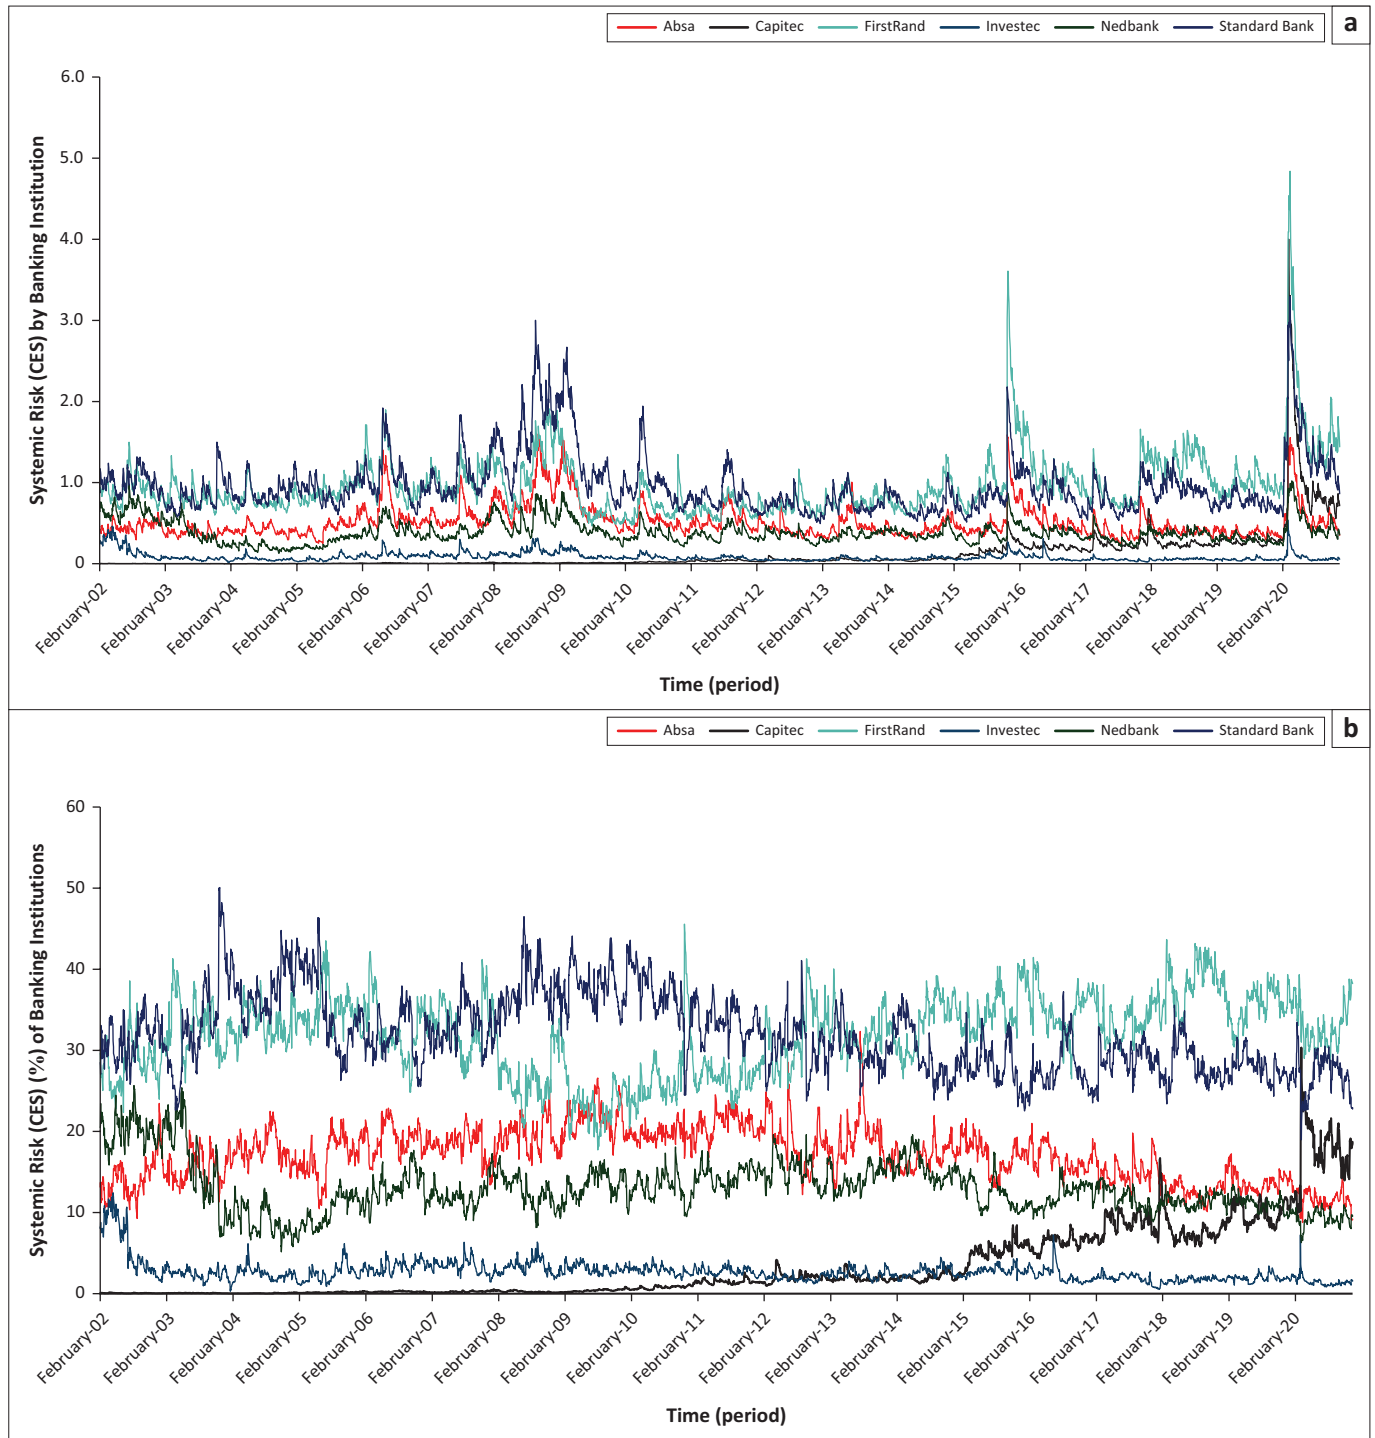 Absa Capitec FirstRand Investec Nedbank Standard Bank
a
Systemic Risk (CES) by Banking Institution
6.0
5.0
4.0
3.0
2.0
1.0
0
February-02
February-03
February-04
February-05
February-06
February-07
February-08
February-09
February-10
February-11
February-12
February-13
February-14
February-15
February-16
February-17
February-18
February-19
February-20
Time (period)
Absa Capitec FirstRand Investec Nedbank Standard Bank
b
Systemic Risk (CES) (%) of Banking Institutions
60
50
40
30
20
10
0
February-02
February-03
February-04
February-05
February-06
February-07
February-08
February-09
February-10
February-11
February-12
February-13
February-14
February-15
February-16
February-17
February-18
February-19
February-20
Time (period)